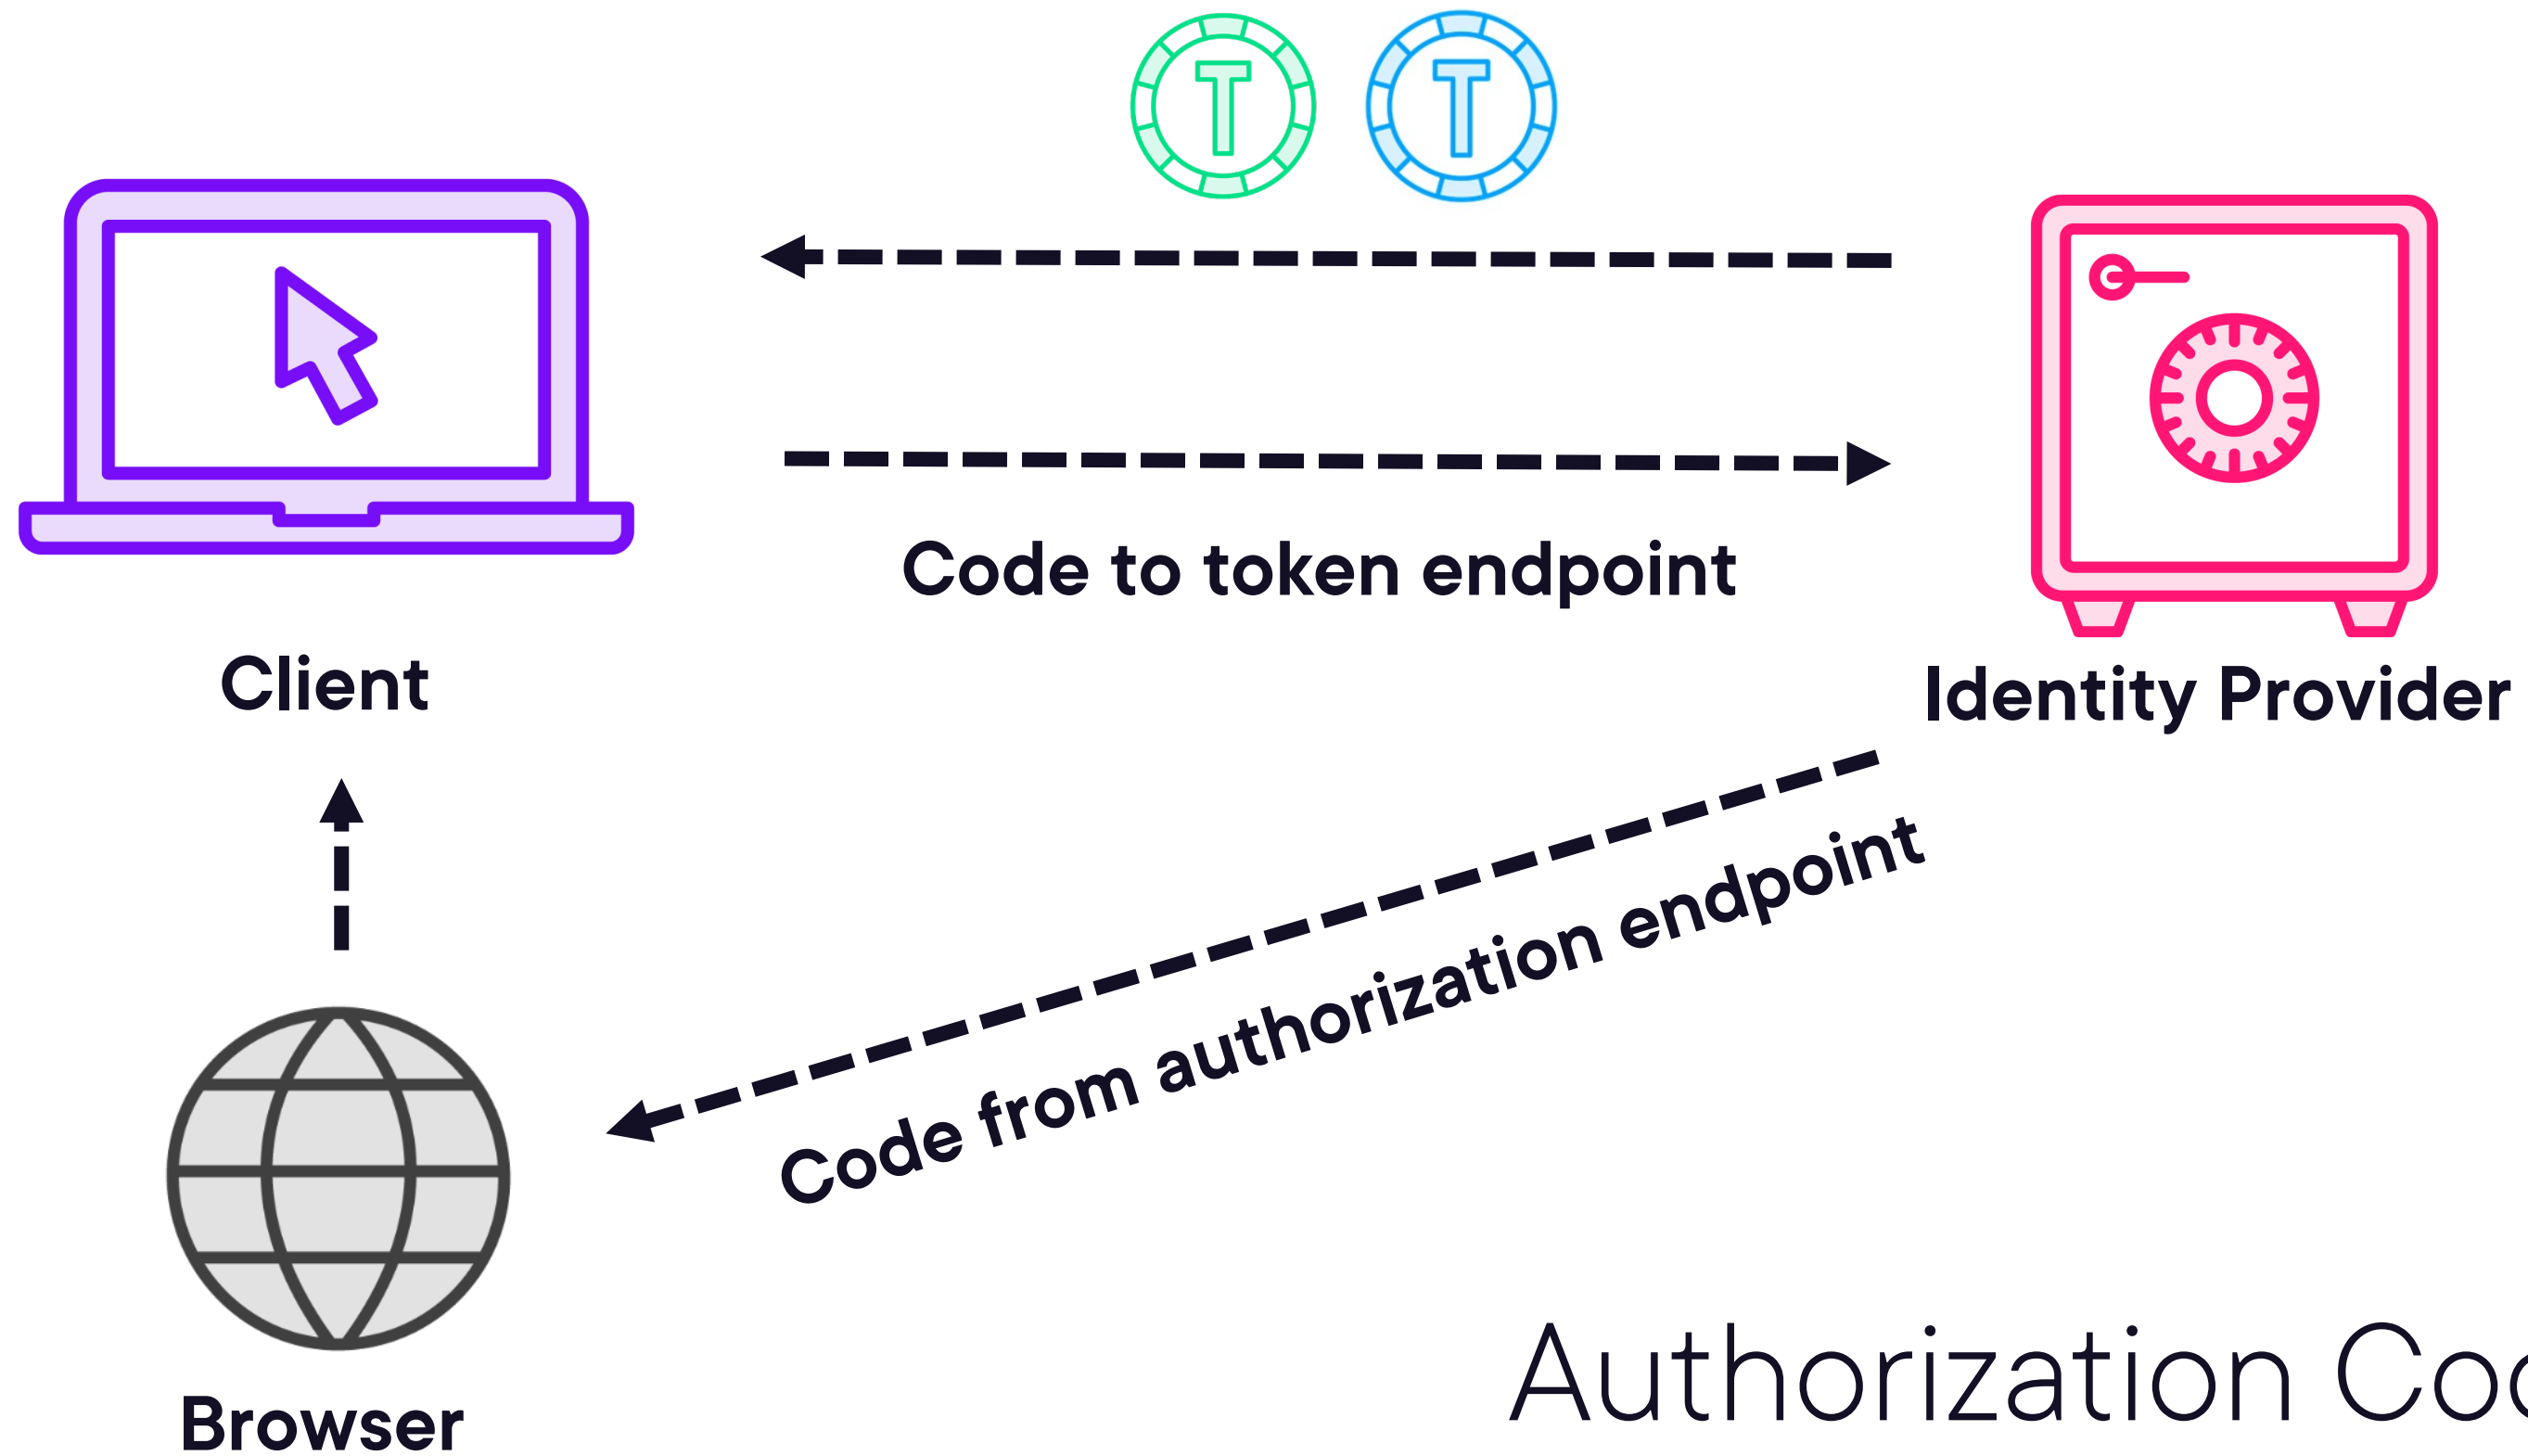 T T
Code to token endpoint
Client
Identity Provider
Code from authorization endpoint
Authorization
Browser